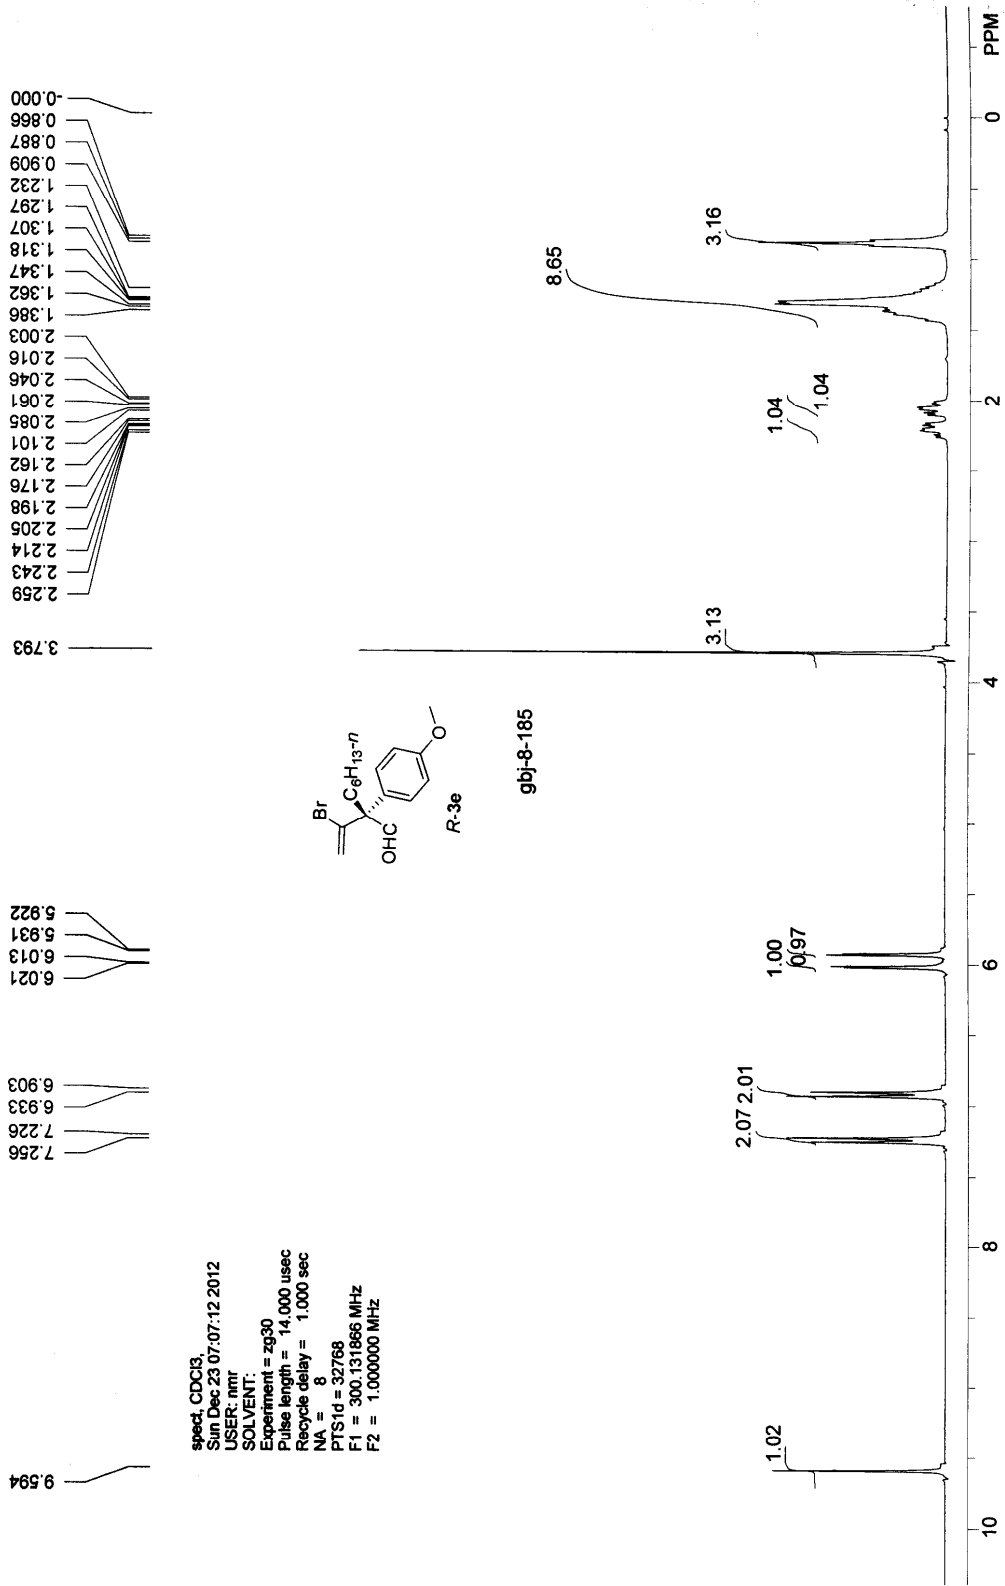 -0.000
0.866
0.887
0.909
1.232
1.297
1.307
1.318
1.347
1.362
1.386
2.003
2.016
2.046
2.061
2.085
2.101
2.162
2.176
2.198
2.205
2.214
2.243
2.259
3.793
5.922
5.931
6.013
6.021
6.903
6.933
7.226
7.256
9.594
spect, CDCl3,
Sun Dec 23 07:07:12 2012
USER: nmr
SOLVENT:
Experiment = zg30
Pulse length = 14.000 usec
Recycle delay = 1.000 sec
NA = 8
PTS1d = 32768
F1 = 300.131866 MHz
F2 = 1.000000 MHz
Br
C6H13-n
OHC
O
R-3e
gbj-8-185
1.02
2.07
2.01
1.00
0.97
3.13
1.04
1.04
8.65
3.16
10
8
6
4
2
0
PPM